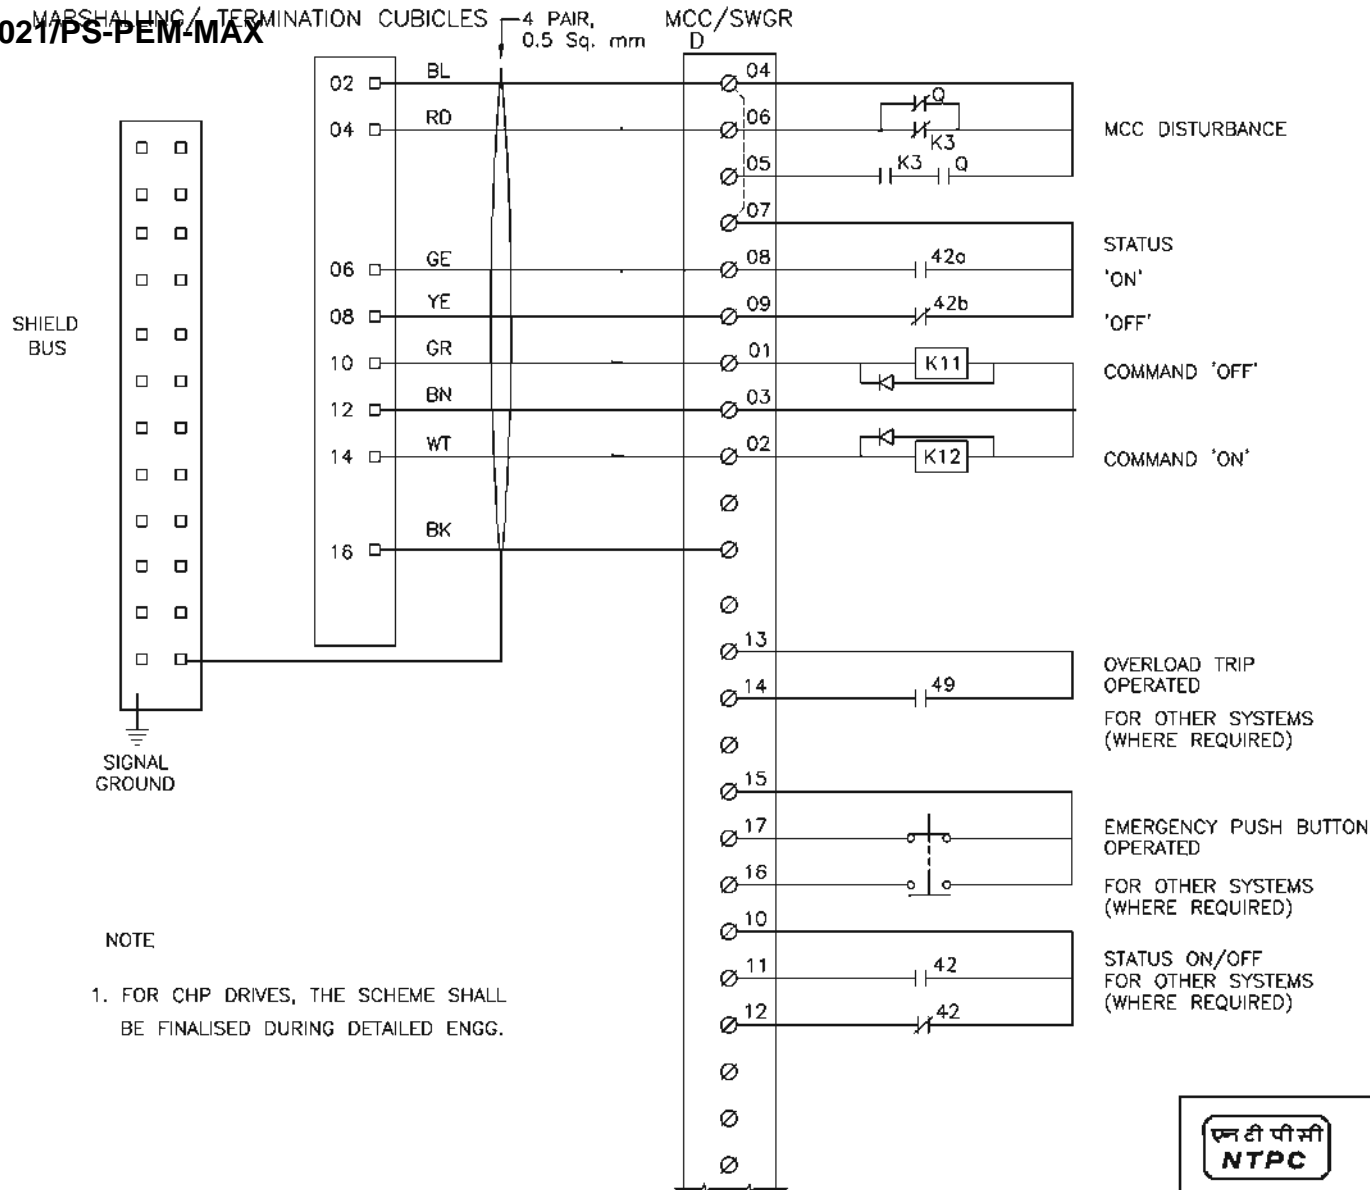 MARSHALLING/ TERMINATION CUBICLES
021/PS-PEM-MAX
4 PAIR,
0.5 Sq. mm
MCC/SWGR
D
02 BL 04
04 RD 06
Q
K3
MCC DISTURBANCE
05 K3 Q
07
STATUS
06 GE 08 42a
'ON'
08 YE 09 42b
'OFF'
SHIELD
BUS
10 GR 01 K11
COMMAND 'OFF'
12 BN 03
14 WT 02 K12
COMMAND 'ON'
16 BK
13
14 49
OVERLOAD TRIP
OPERATED
FOR OTHER SYSTEMS
(WHERE REQUIRED)
SIGNAL
GROUND
15
17
EMERGENCY PUSH BUTTON
OPERATED
16
FOR OTHER SYSTEMS
(WHERE REQUIRED)
10
11 42
12 42
STATUS ON/OFF
FOR OTHER SYSTEMS
(WHERE REQUIRED)
NOTE
1. FOR CHP DRIVES, THE SCHEME SHALL
BE FINALISED DURING DETAILED ENGG.
एन टी पी सी
NTPC